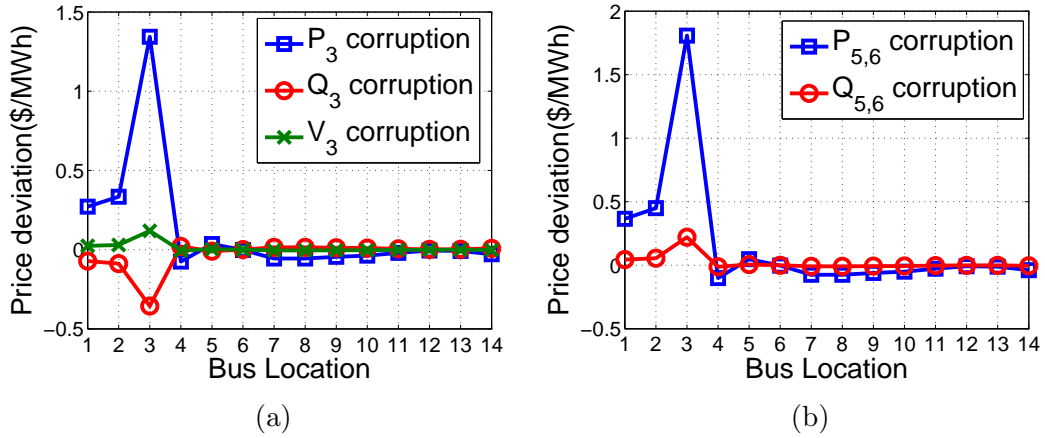 1.5
1
0.5
0
−0.5
Price deviation($/MWh)
P3 corruption
Q3 corruption
V3 corruption
1 2 3 4 5 6 7 8 9 10 11 12 13 14
Bus Location
(a)
2
1.5
1
0.5
0
−0.5
Price deviation($/MWh)
P5,6 corruption
Q5,6 corruption
1 2 3 4 5 6 7 8 9 10 11 12 13 14
Bus Location
(b)